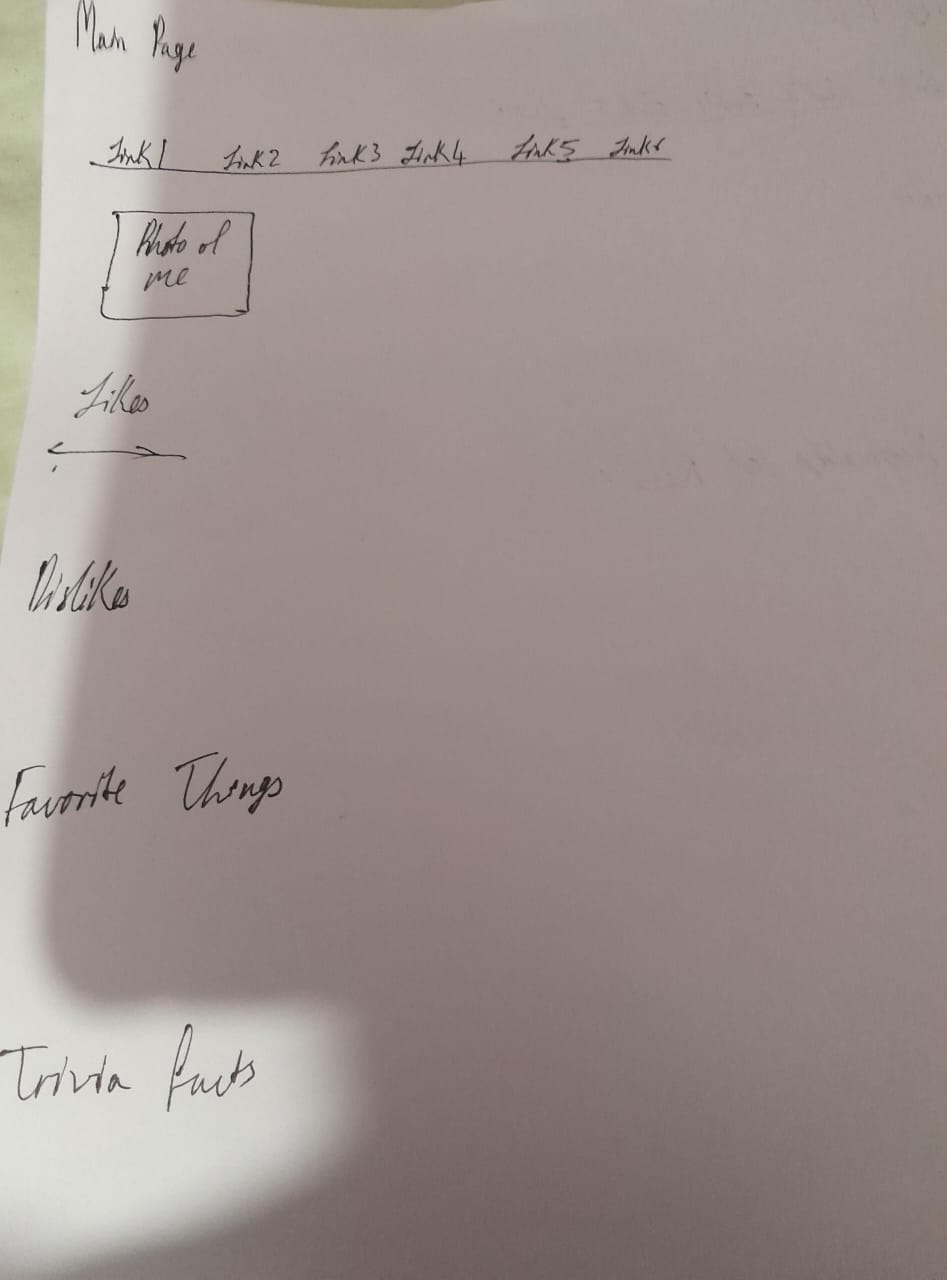 Main Page
Link1 Link2 Link3 Link4 Link5 Link6
Photo of
me
Likes
Dislikes
Favorite Things
Trivia facts